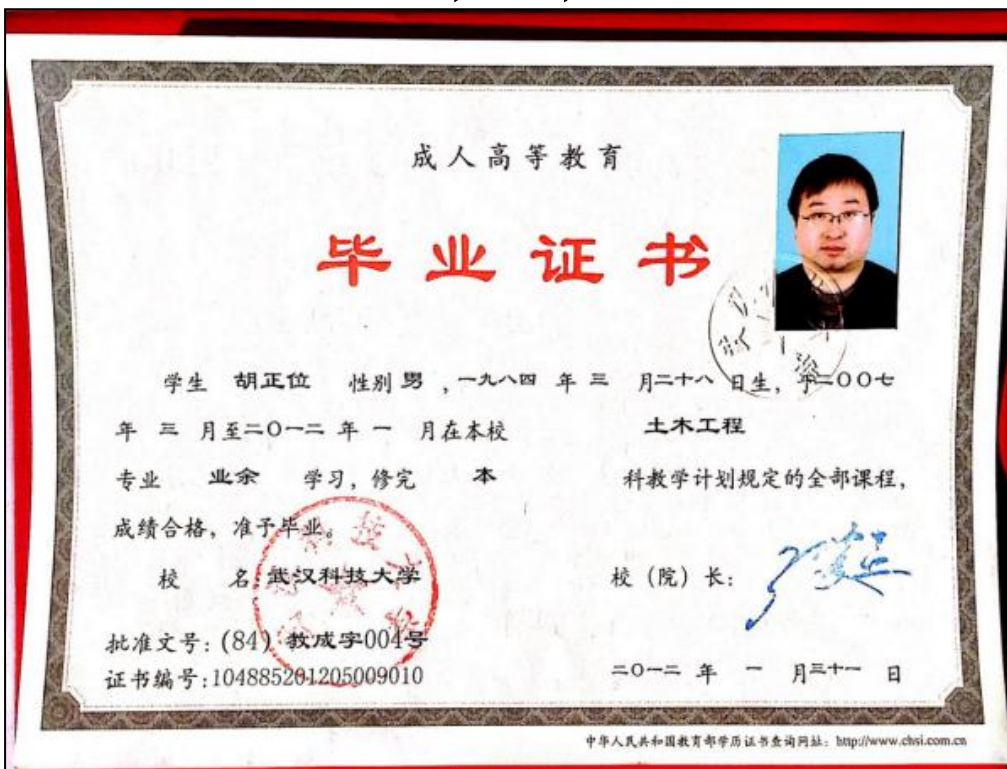 成人高等教育
毕业证书
学生 胡正位 性别 男 ,一九八四 年 三 月二十八 日生, 于二00七
年 三 月至二0一二 年 一 月在本校 土木工程
专业 业余 学习, 修完 本 科教学计划规定的全部课程,
成绩合格, 准予毕业。
校 名:武汉科技大学 校(院)长:
批准文号:(84)教成字004号
证书编号:104885201205009010 二0一二 年 一 月三十一 日
中华人民共和国教育部学历证书查询网址: http://www.chsi.com.cn